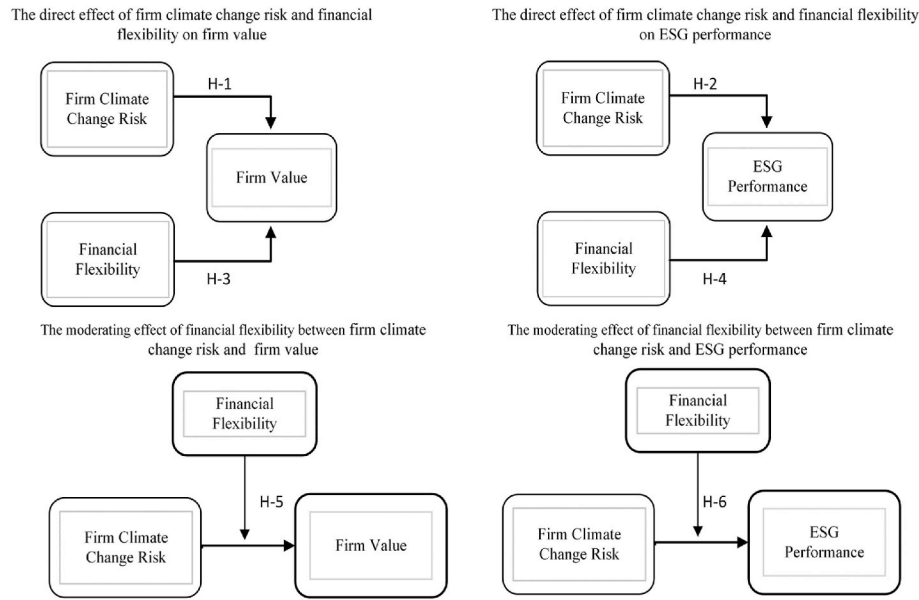 The direct effect of firm climate change risk and financial
flexibility on firm value
Firm Climate
Change Risk
H-1
Firm Value
Financial
Flexibility
H-3
The direct effect of firm climate change risk and financial flexibility
on ESG performance
Firm Climate
Change Risk
H-2
ESG
Performance
Financial
Flexibility
H-4
The moderating effect of financial flexibility between firm climate
change risk and firm value
Financial
Flexibility
H-5
Firm Climate
Change Risk
Firm Value
The moderating effect of financial flexibility between firm climate
change risk and ESG performance
Financial
Flexibility
H-6
Firm Climate
Change Risk
ESG
Performance